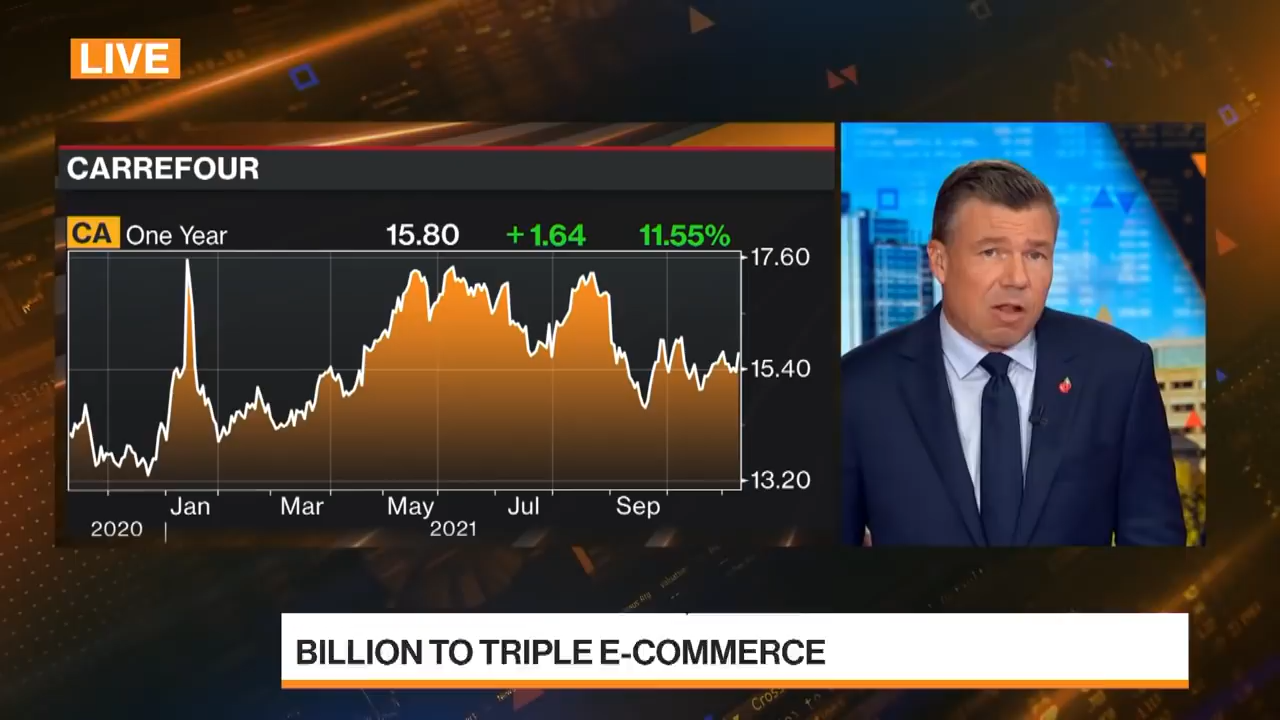 LIVE
CARREFOUR
CA One Year 15.80 +1.64 11.55%
17.60
15.40
13.20
Jan Mar May Jul Sep
2020 2021
BILLION TO TRIPLE E-COMMERCE